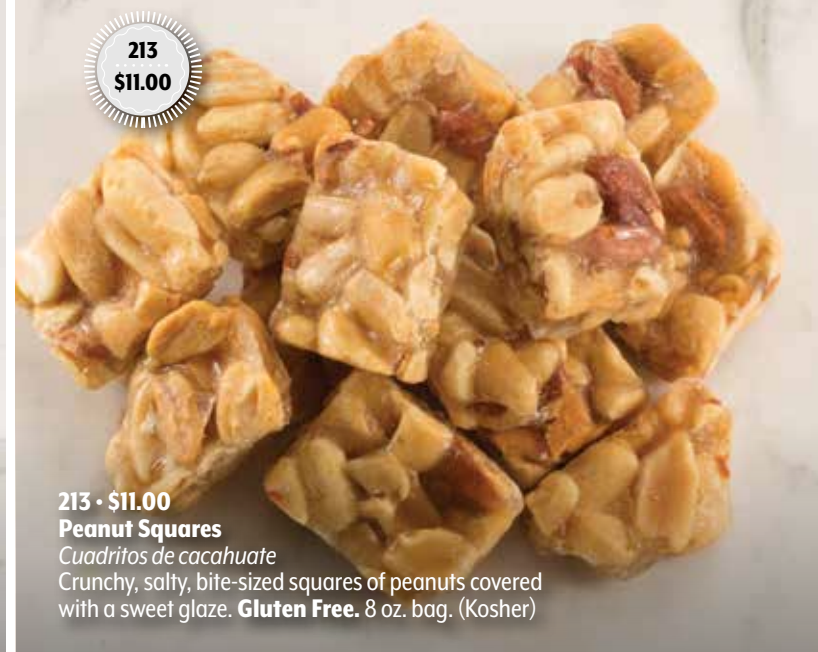 213
$11.00
213 • $11.00
Peanut Squares
Cuadritos de cacahuate
Crunchy, salty, bite-sized squares of peanuts covered
with a sweet glaze. Gluten Free. 8 oz. bag. (Kosher)